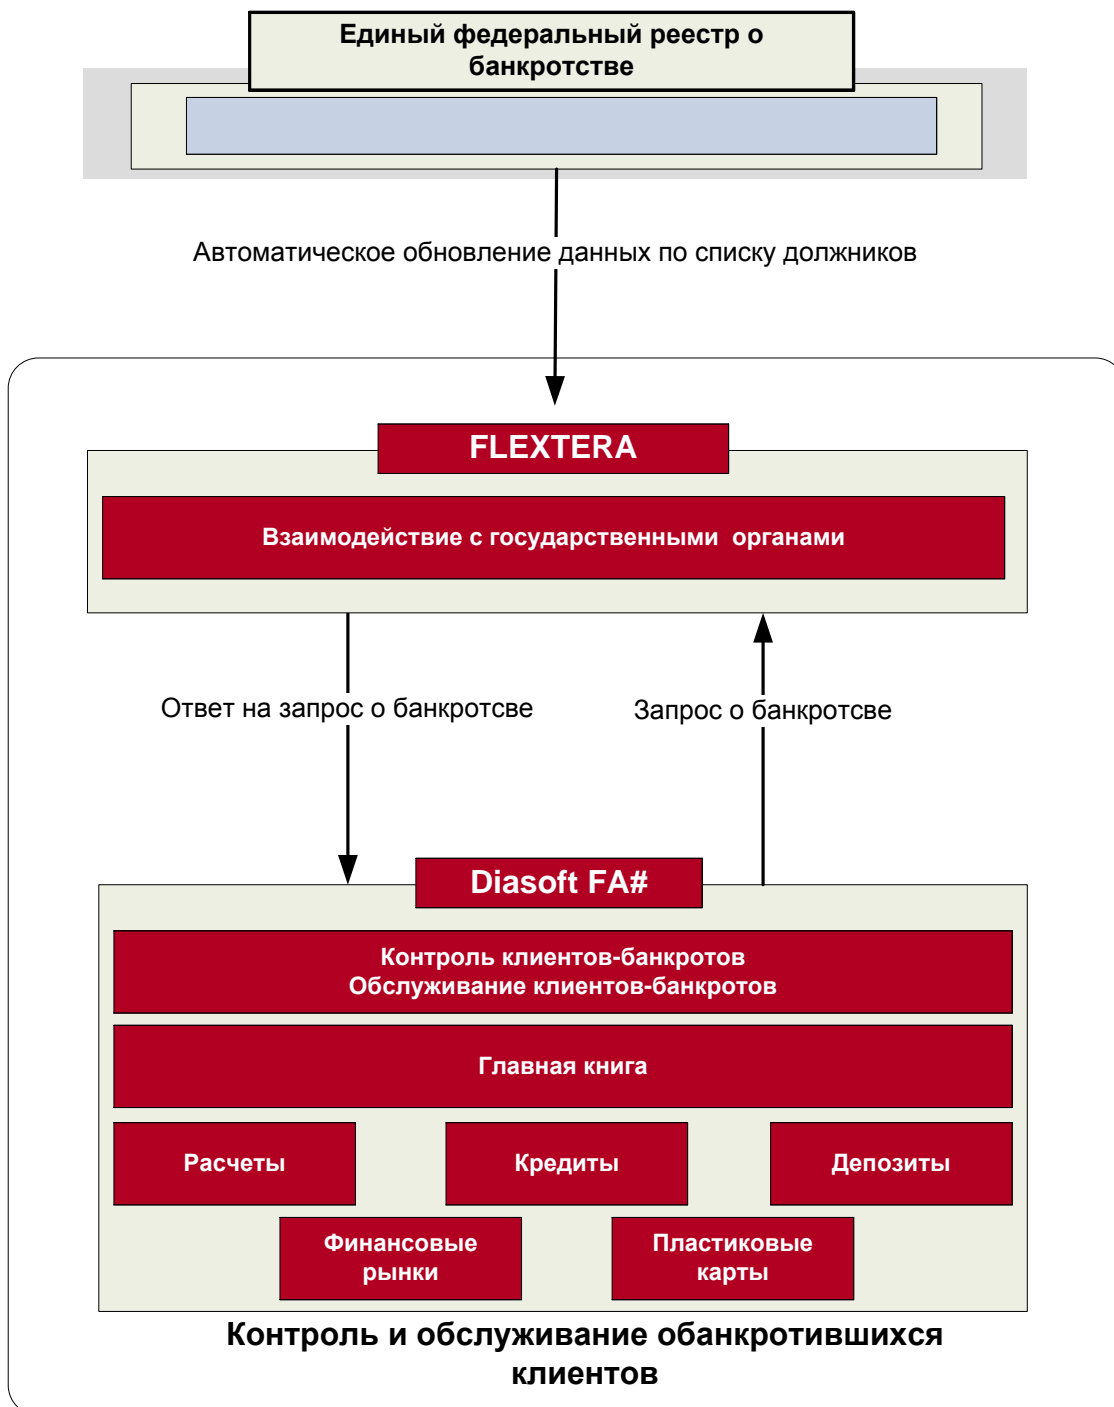 Единый федеральный реестр о
банкротстве
Автоматическое обновление данных по списку должников
FLEXTERA
Взаимодействие с государственными органами
Ответ на запрос о банкротсве
Запрос о банкротсве
Diasoft FA#
Контроль клиентов-банкротов
Обслуживание клиентов-банкротов
Главная книга
Расчеты
Кредиты
Депозиты
Финансовые
рынки
Пластиковые
карты
Контроль и обслуживание обанкротившихся
клиентов